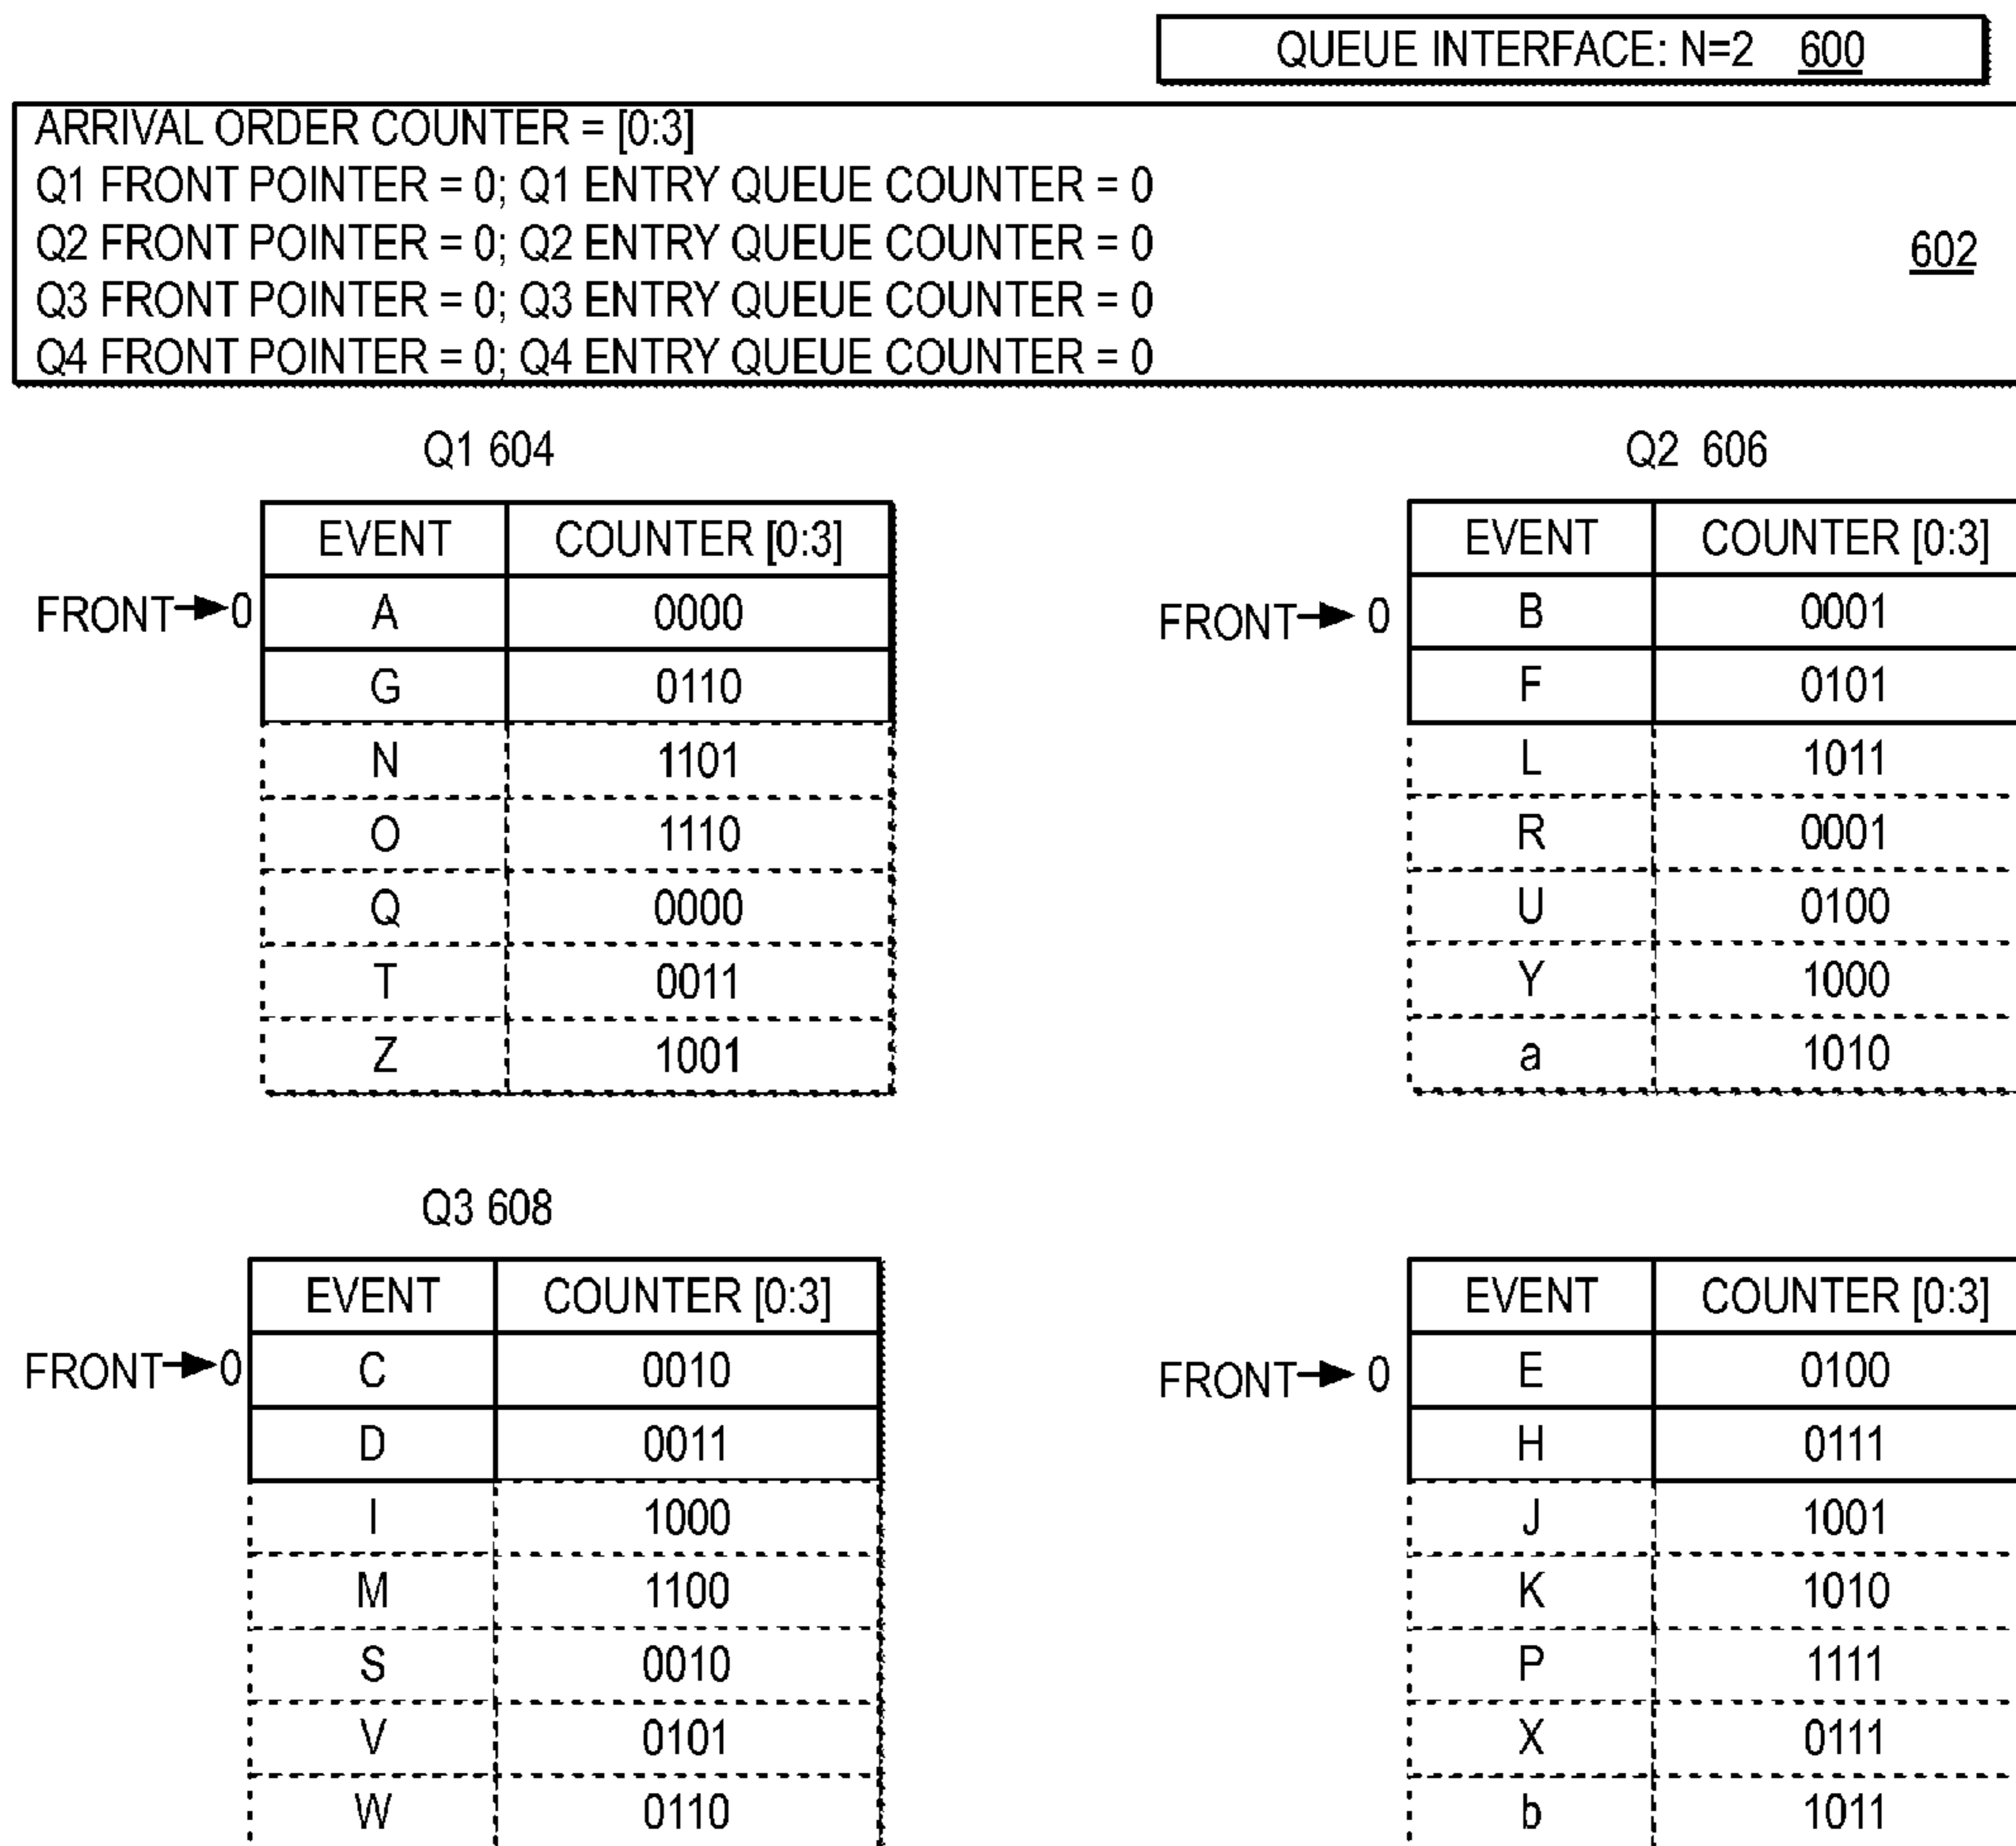 QUEUE INTERFACE: N=2 600
ARRIVAL ORDER COUNTER = [0:3]
Q1 FRONT POINTER = 0; Q1 ENTRY QUEUE COUNTER = 0
Q2 FRONT POINTER = 0; Q2 ENTRY QUEUE COUNTER = 0
Q3 FRONT POINTER = 0; Q3 ENTRY QUEUE COUNTER = 0
Q4 FRONT POINTER = 0; Q4 ENTRY QUEUE COUNTER = 0
602
Q1 604
EVENT COUNTER [0:3]
FRONT→0 A 0000
G 0110
N 1101
O 1110
Q 0000
T 0011
Z 1001
Q2 606
EVENT COUNTER [0:3]
FRONT→0 B 0001
F 0101
L 1011
R 0001
U 0100
Y 1000
a 1010
Q3 608
EVENT COUNTER [0:3]
FRONT→0 C 0010
D 0011
I 1000
M 1100
S 0010
V 0101
W 0110
EVENT COUNTER [0:3]
FRONT→0 E 0100
H 0111
J 1001
K 1010
P 1111
X 0111
b 1011